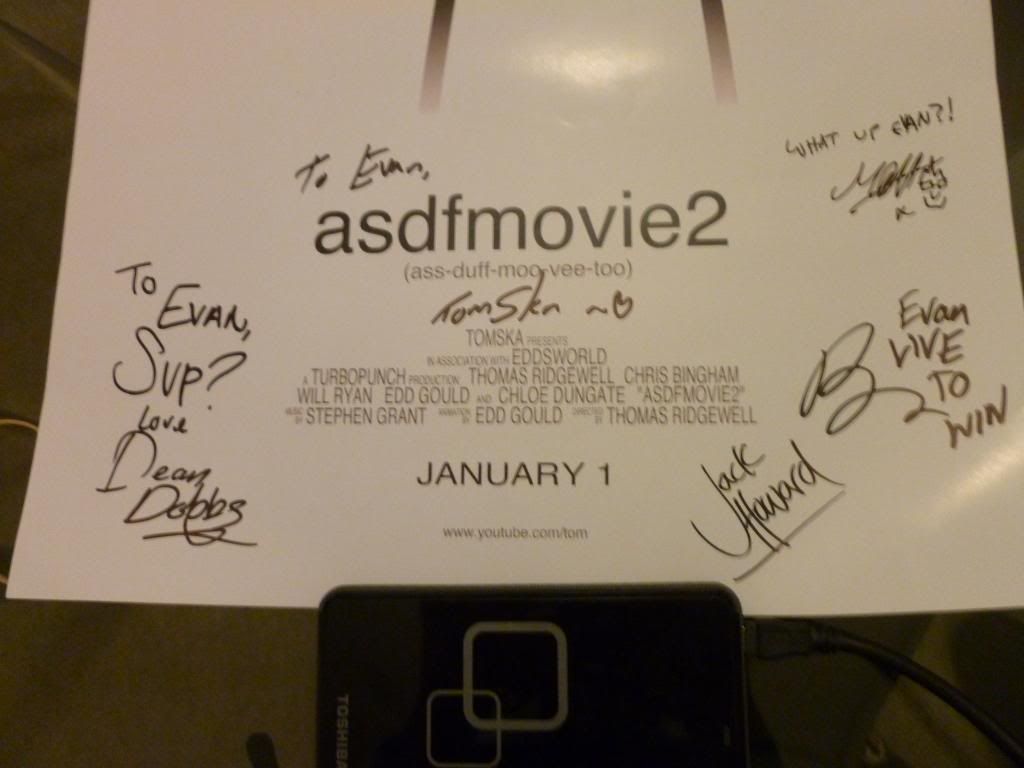 WHAT UP EVAN?!
Matt
x
To Evan,
asdfmovie2
(ass-duff-moo-vee-too)
TomSka ~♡
TOMSKA PRESENTS
IN ASSOCIATION WITH EDDSWORLD
A TURBOPUNCH PRODUCTION THOMAS RIDGEWELL CHRIS BINGHAM
WILL RYAN EDD GOULD AND CHLOE DUNGATE "ASDFMOVIE2"
MUSIC BY STEPHEN GRANT ANIMATION BY EDD GOULD DIRECTED BY THOMAS RIDGEWELL
JANUARY 1
www.youtube.com/tom
To
EVAN,
Sup?
Love
Dean
Dobbs
Evan
LIVE
TO
WIN
Jack
Howard
TOSHIBA